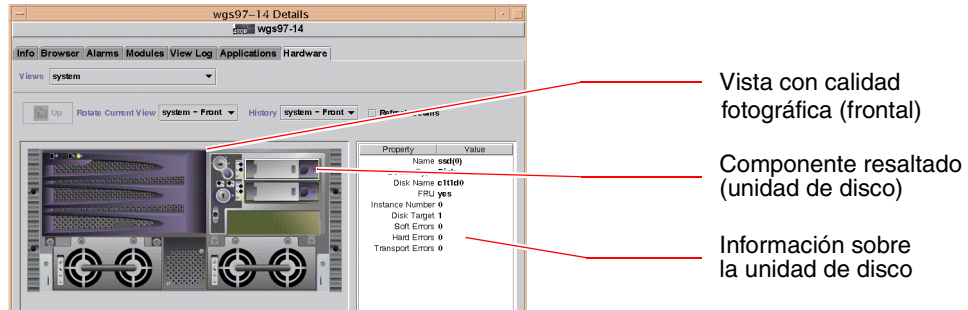 wgs97-14 Details
wgs97-14
Info Browser Alarms Modules View Log Applications Hardware
Views system
Up Rotate Current View system - Front History system - Front
Property Value
Name ssd(0)
Disk Name c1t1d0
FRU yes
Instance Number 0
Disk Target 1
Soft Errors 0
Hard Errors 0
Transport Errors 0
Vista con calidad
fotográfica (frontal)
Componente resaltado
(unidad de disco)
Información sobre
la unidad de disco